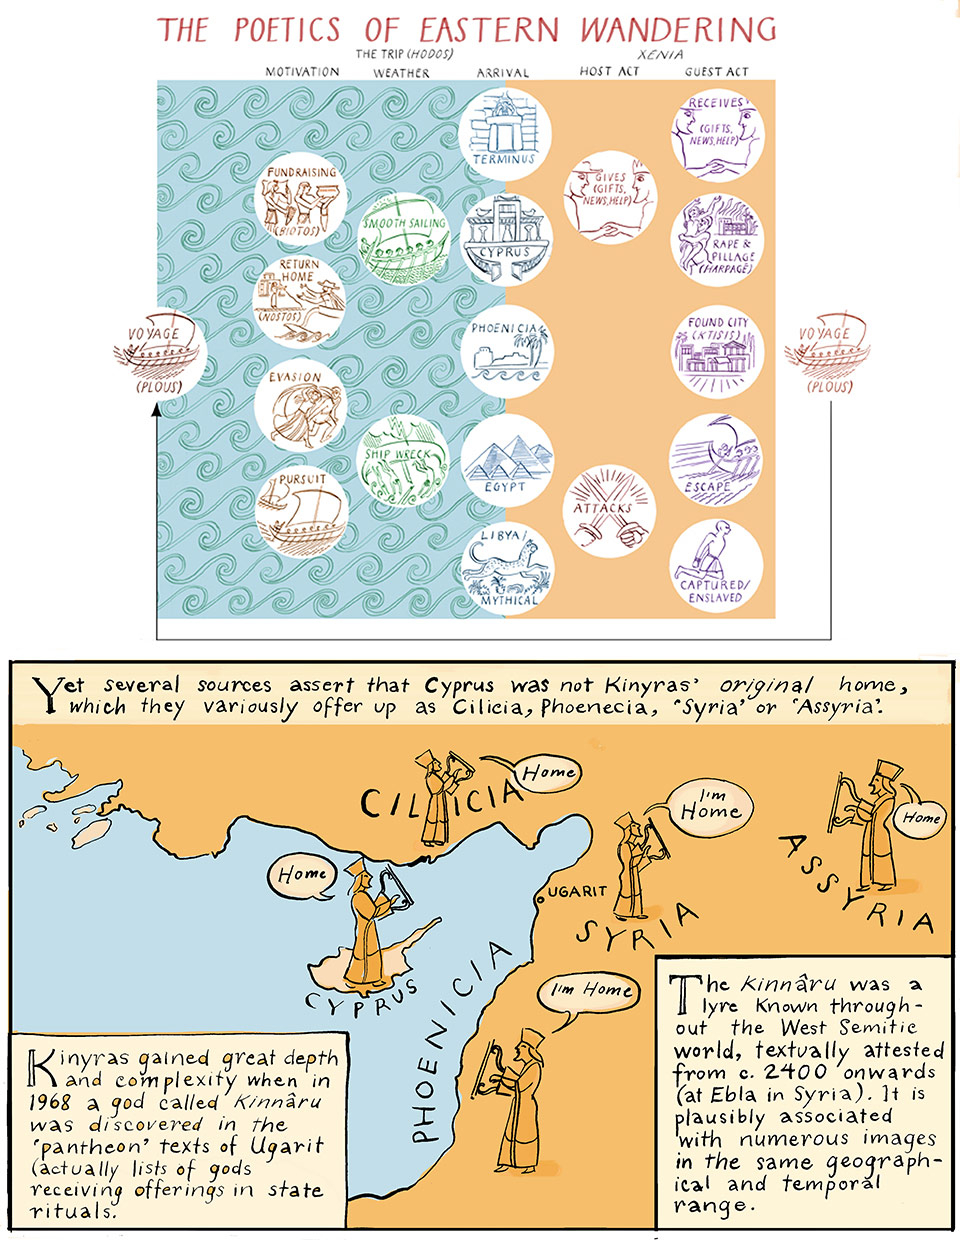 THE POETICS OF EASTERN WANDERING
THE TRIP (HODOS)
XENIA
MOTIVATION
WEATHER
ARRIVAL
HOST ACT
GUEST ACT
VOYAGE
(PLOUS)
FUNDRAISING
(BIOTOS)
RETURN
HOME
(NOSTOS)
EVASION
PURSUIT
SMOOTH SAILING
SHIP WRECK
TERMINUS
CYPRUS
PHOENICIA
EGYPT
LIBYA/
MYTHICAL
GIVES
(GIFTS,
NEWS, HELP)
ATTACKS
RECEIVES
(GIFTS,
NEWS, HELP)
RAPE &
PILLAGE
(HARPAGE)
FOUND CITY
(KTISIS)
ESCAPE
CAPTURED/
ENSLAVED
VOYAGE
(PLOUS)
Yet several sources assert that Cyprus was not Kinyras' original home,
which they variously offer up as Cilicia, Phoenecia, 'Syria' or 'Assyria'.
CILICIA
Home
I'm
Home
Home
ASSYRIA
Home
UGARIT
SYRIA
CYPRUS
PHOENICIA
I'm Home
Kinyras gained great depth
and complexity when in
1968 a god called Kinnâru
was discovered in the
'pantheon' texts of Ugarit
(actually lists of gods
receiving offerings in state
rituals.
The Kinnâru was a
lyre known through-
out the West Semitic
world, textually attested
from c. 2400 onwards
(at Ebla in Syria). It is
plausibly associated
with numerous images
in the same geograph-
ical and temporal
range.